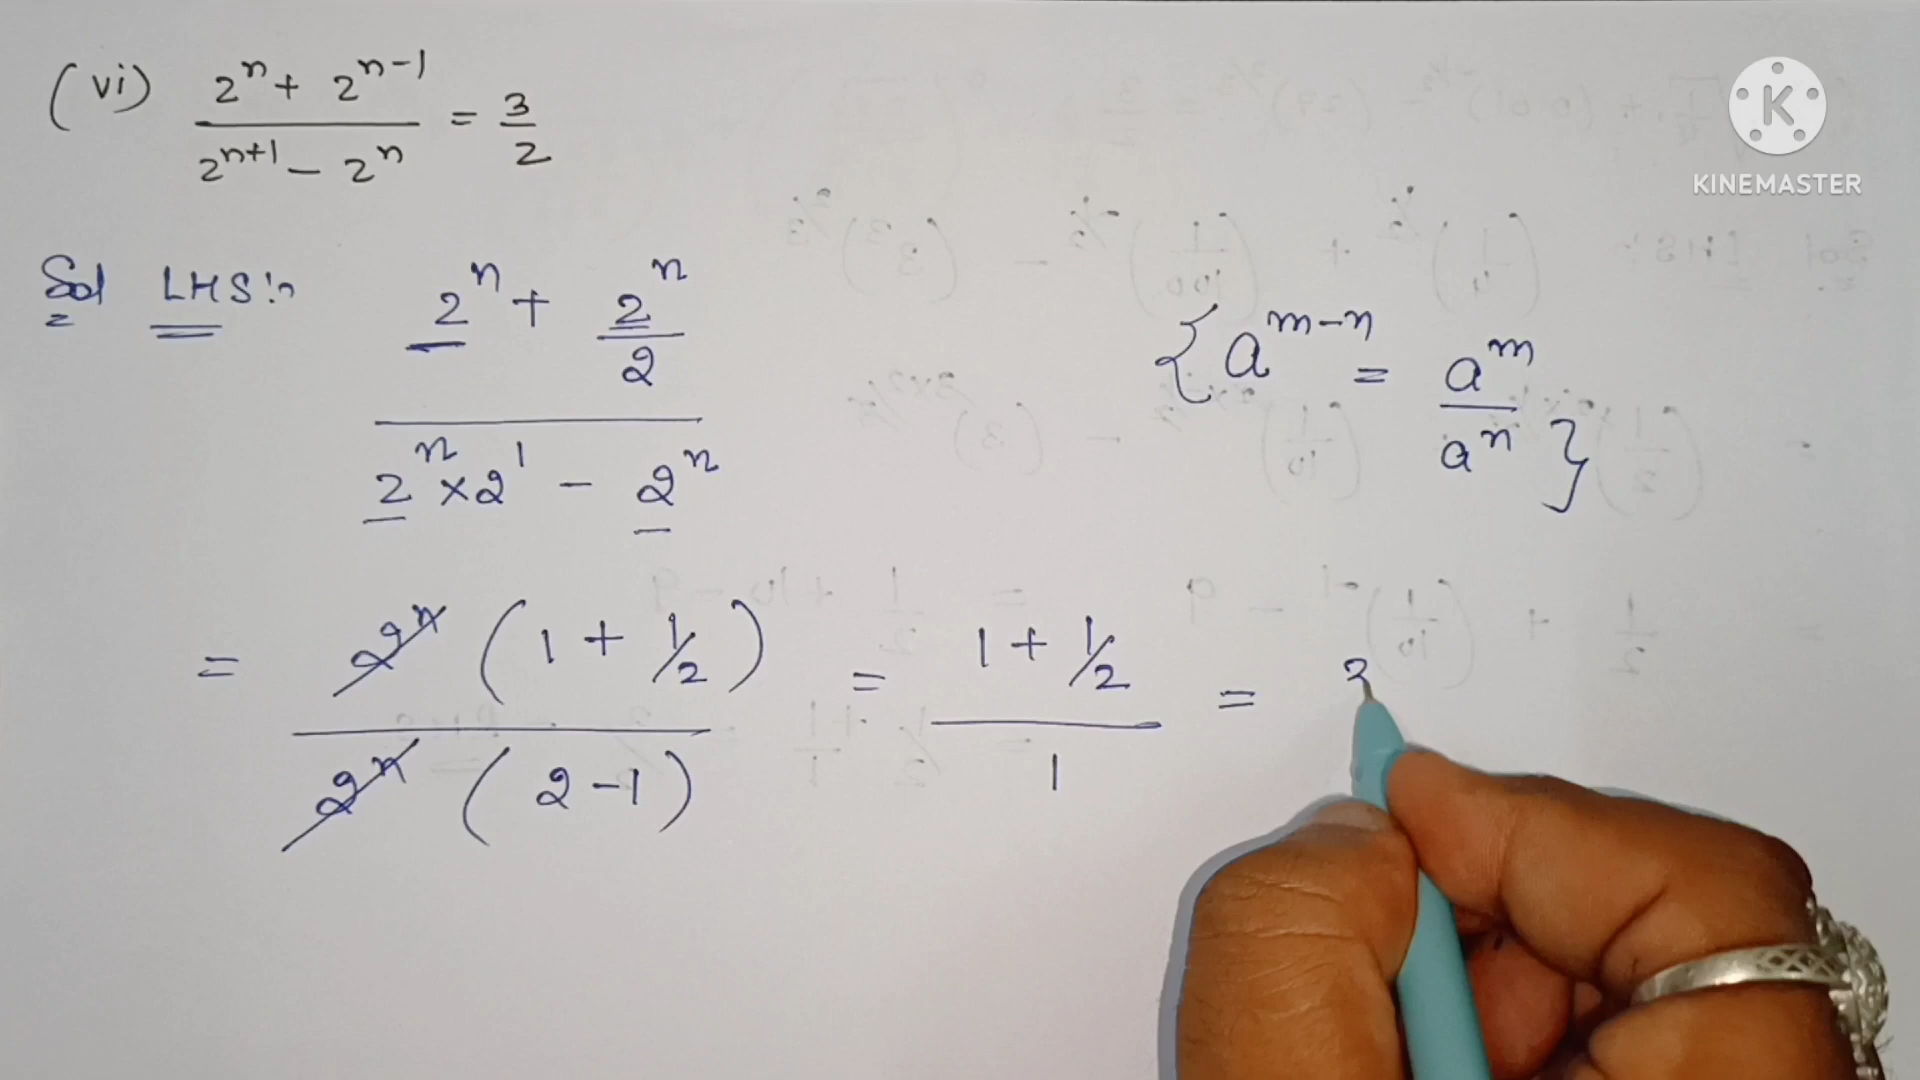 (vi) (2^n + 2^(n-1)) / (2^(n+1) - 2^n) = 3/2
KINEMASTER
Sol LHS:- (2^n + 2^n/2) / (2^n × 2^1 - 2^n)
{a^(m-n) = a^m/a^n}
= 2^n (1 + 1/2) / 2^n (2 - 1) = (1 + 1/2) / 1 =